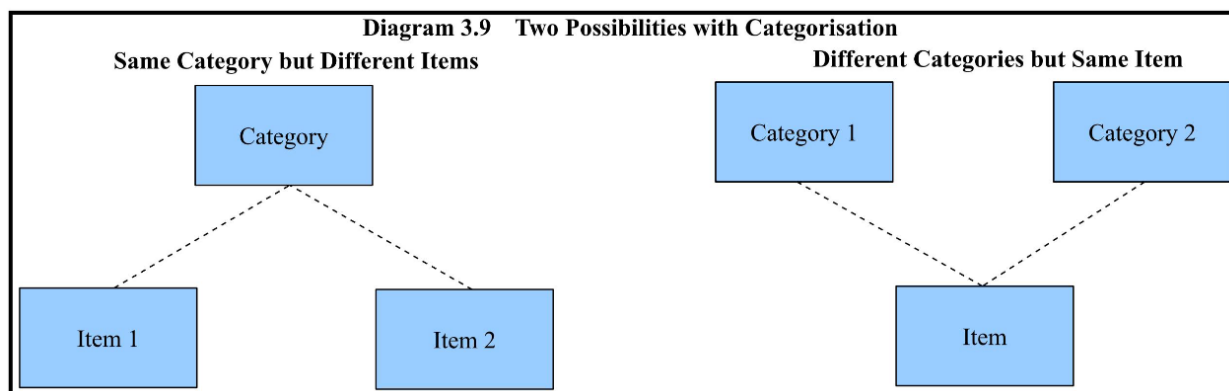 Diagram 3.9 Two Possibilities with Categorisation
Same Category but Different Items
Different Categories but Same Item
Category
Category 1
Category 2
Item 1
Item 2
Item